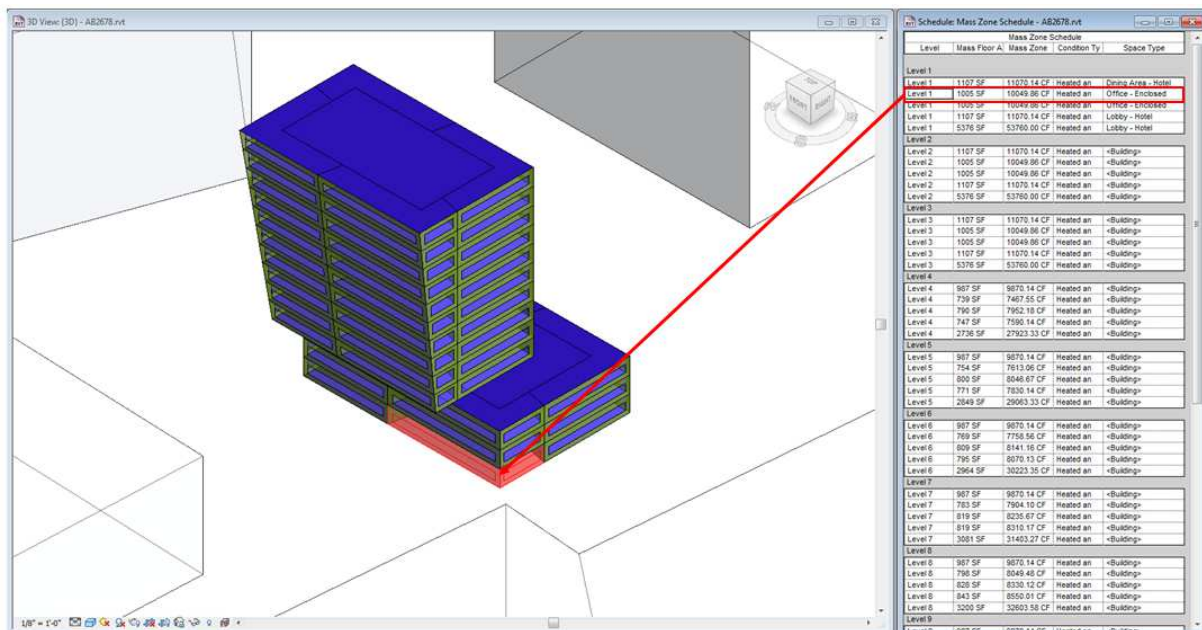 3D View: {3D} - AB2678.rvt
TOP
FRONT
RIGHT
1/8" = 1'-0"
Schedule: Mass Zone Schedule - AB2678.rvt
Mass Zone Schedule
Level Mass Floor A Mass Zone Condition Ty Space Type
Level 1
Level 1 1107 SF 11070.14 CF Heated an Dining Area - Hotel
Level 1 1005 SF 10049.86 CF Heated an Office - Enclosed
Level 1 1005 SF 10049.86 CF Heated an Office - Enclosed
Level 1 1107 SF 11070.14 CF Heated an Lobby - Hotel
Level 1 5376 SF 53760.00 CF Heated an Lobby - Hotel
Level 2
Level 2 1107 SF 11070.14 CF Heated an <Building>
Level 2 1005 SF 10049.86 CF Heated an <Building>
Level 2 1005 SF 10049.86 CF Heated an <Building>
Level 2 1107 SF 11070.14 CF Heated an <Building>
Level 2 5376 SF 53760.00 CF Heated an <Building>
Level 3
Level 3 1107 SF 11070.14 CF Heated an <Building>
Level 3 1005 SF 10049.86 CF Heated an <Building>
Level 3 1005 SF 10049.86 CF Heated an <Building>
Level 3 1107 SF 11070.14 CF Heated an <Building>
Level 3 5376 SF 53760.00 CF Heated an <Building>
Level 4
Level 4 987 SF 9870.14 CF Heated an <Building>
Level 4 739 SF 7467.55 CF Heated an <Building>
Level 4 790 SF 7952.18 CF Heated an <Building>
Level 4 747 SF 7590.14 CF Heated an <Building>
Level 4 2736 SF 27923.33 CF Heated an <Building>
Level 5
Level 5 987 SF 9870.14 CF Heated an <Building>
Level 5 754 SF 7613.06 CF Heated an <Building>
Level 5 800 SF 8046.67 CF Heated an <Building>
Level 5 771 SF 7830.14 CF Heated an <Building>
Level 5 2849 SF 29063.33 CF Heated an <Building>
Level 6
Level 6 987 SF 9870.14 CF Heated an <Building>
Level 6 769 SF 7758.56 CF Heated an <Building>
Level 6 809 SF 8141.16 CF Heated an <Building>
Level 6 795 SF 8070.13 CF Heated an <Building>
Level 6 2964 SF 30223.35 CF Heated an <Building>
Level 7
Level 7 987 SF 9870.14 CF Heated an <Building>
Level 7 783 SF 7904.10 CF Heated an <Building>
Level 7 819 SF 8235.67 CF Heated an <Building>
Level 7 819 SF 8310.17 CF Heated an <Building>
Level 7 3081 SF 31403.27 CF Heated an <Building>
Level 8
Level 8 987 SF 9870.14 CF Heated an <Building>
Level 8 798 SF 8049.48 CF Heated an <Building>
Level 8 828 SF 8330.12 CF Heated an <Building>
Level 8 843 SF 8550.01 CF Heated an <Building>
Level 8 3200 SF 32603.58 CF Heated an <Building>
Level 9